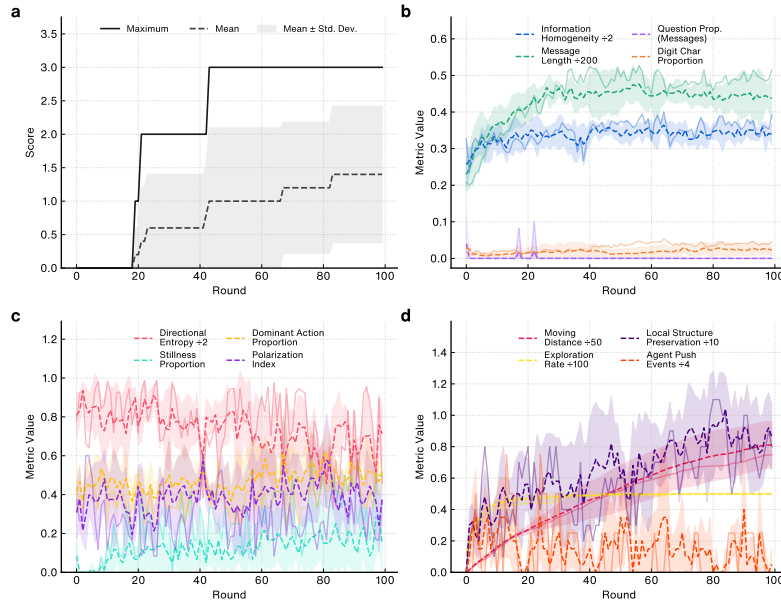 a
Maximum
Mean
Mean ± Std. Dev.
3.5
3.0
2.5
2.0
1.5
1.0
0.5
0.0
Score
0
20
40
60
80
100
Round
b
Information
Homogeneity ÷2
Message
Length ÷200
Question Prop.
(Messages)
Digit Char
Proportion
0.6
0.5
0.4
0.3
0.2
0.1
0.0
Metric Value
0
20
40
60
80
100
Round
c
Directional
Entropy ÷2
Stillness
Proportion
Dominant Action
Proportion
Polarization
Index
1.2
1.0
0.8
0.6
0.4
0.2
0.0
Metric Value
0
20
40
60
80
100
Round
d
Moving
Distance ÷50
Exploration
Rate ÷100
Local Structure
Preservation ÷10
Agent Push
Events ÷4
1.4
1.2
1.0
0.8
0.6
0.4
0.2
0.0
Metric Value
0
20
40
60
80
100
Round